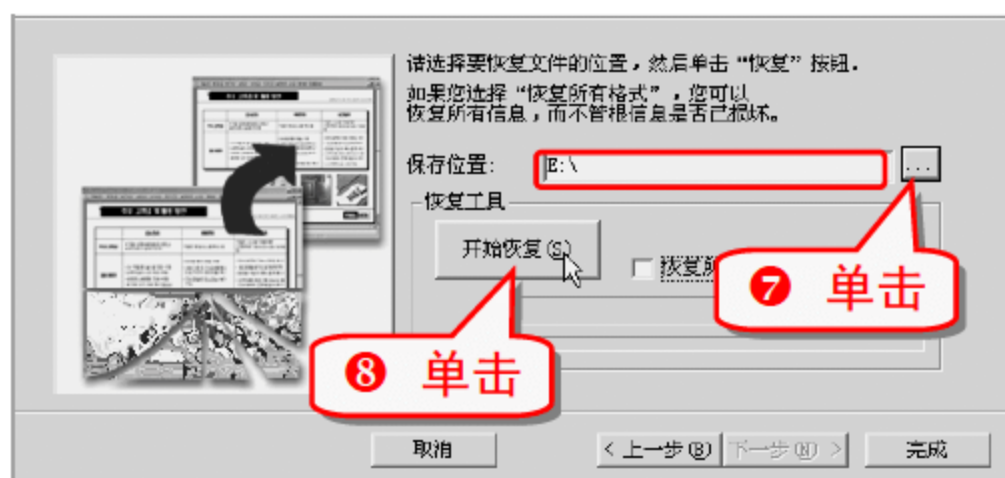 请选择要恢复文件的位置，然后单击“恢复”按钮.
如果您选择“恢复所有格式”，您可以
恢复所有信息，而不管根信息是否已损坏。
保存位置：
E:\
...
恢复工具
开始恢复(S)
恢复所
❼ 单击
❽ 单击
取消
< 上一步(B)
下一步(N) >
完成